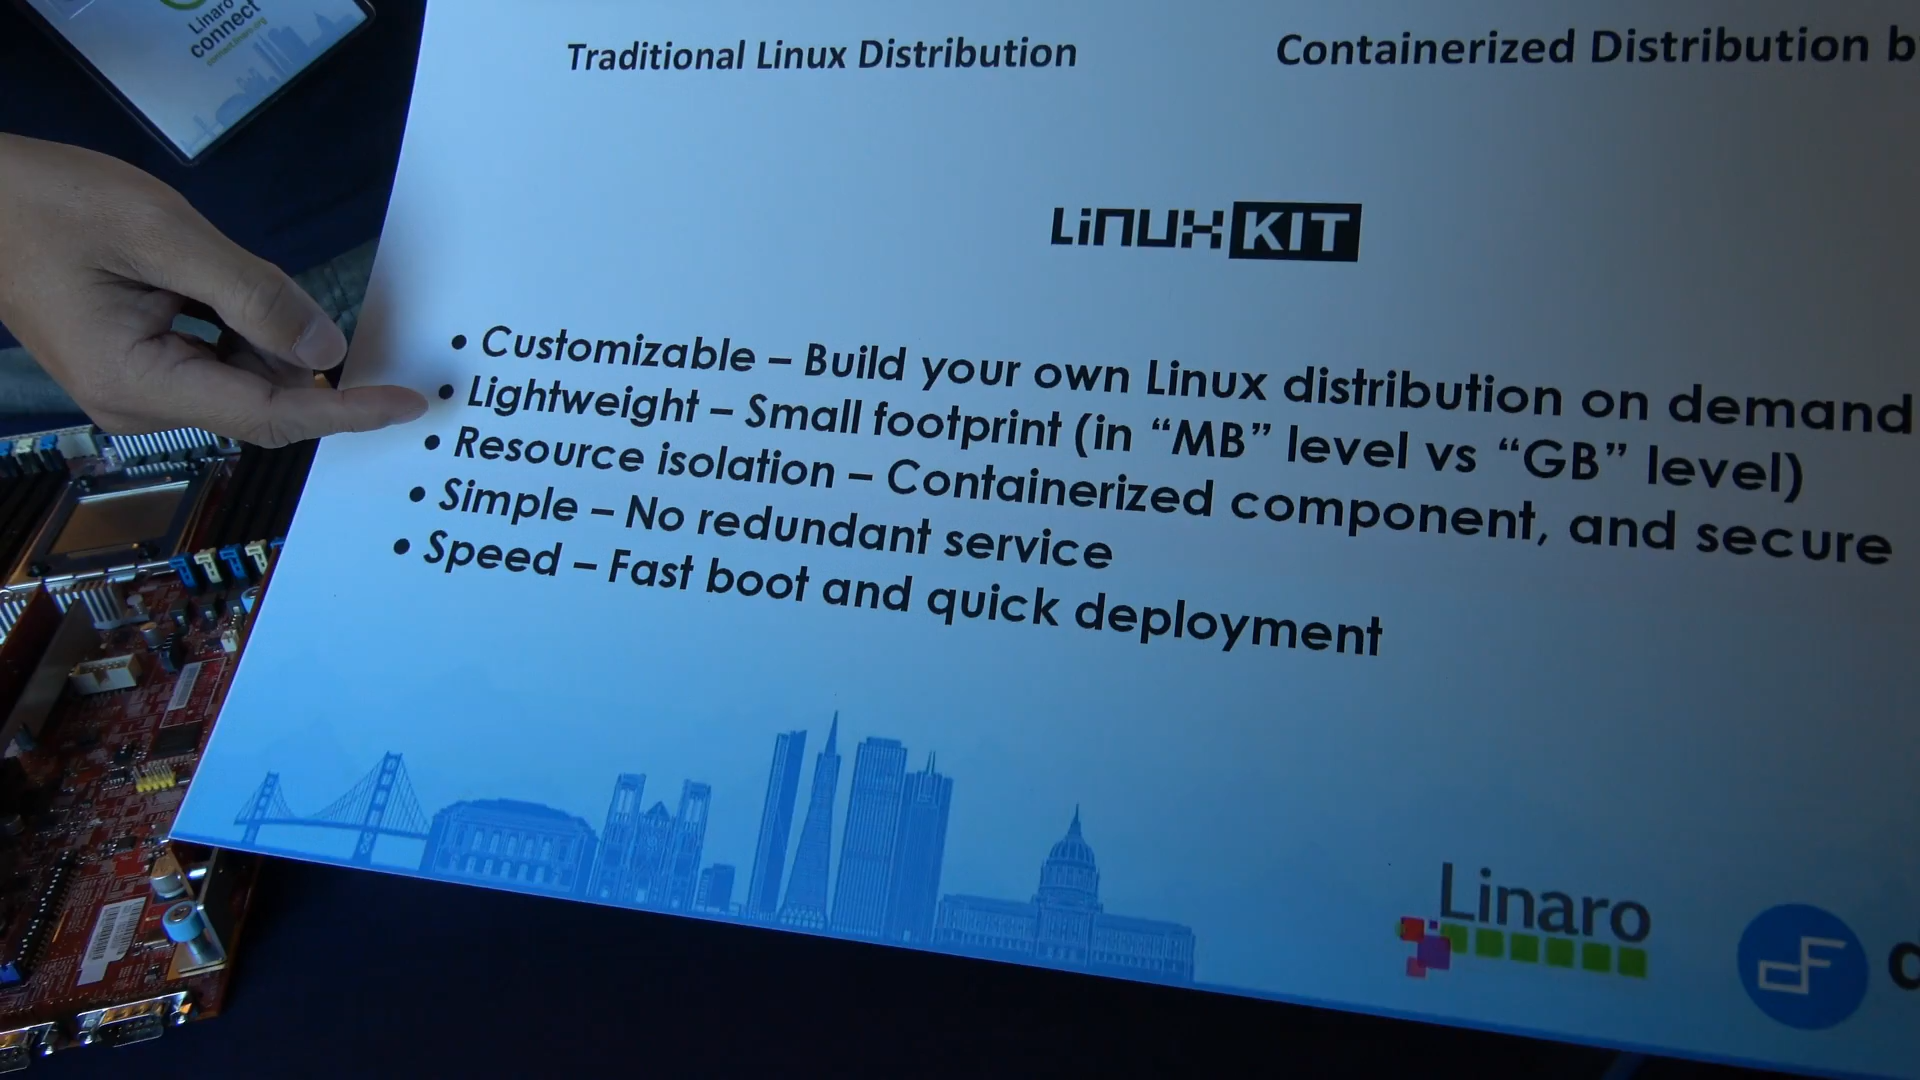 Linaro
connect
Traditional Linux Distribution
Containerized Distribution b
LinuxKIT
• Customizable – Build your own Linux distribution on demand
• Lightweight – Small footprint (in “MB” level vs “GB” level)
• Resource isolation – Containerized component, and secure
• Simple – No redundant service
• Speed – Fast boot and quick deployment
Linaro